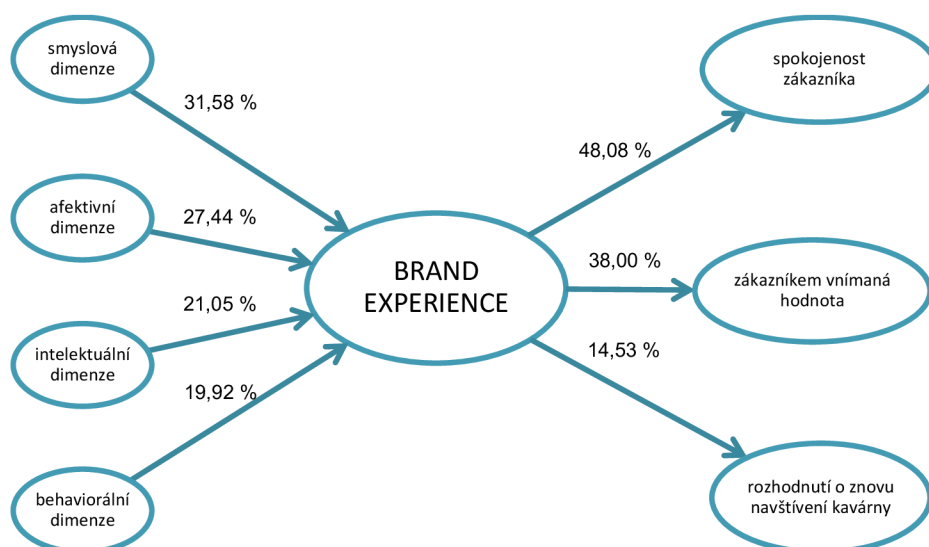 smyslová
dimenze
31,58 %
afektivní
dimenze
27,44 %
intelektuální
dimenze
21,05 %
behaviorální
dimenze
19,92 %
BRAND
EXPERIENCE
48,08 %
spokojenost
zákazníka
38,00 %
zákazníkem vnímaná
hodnota
14,53 %
rozhodnutí o znovu
navštívení kavárny